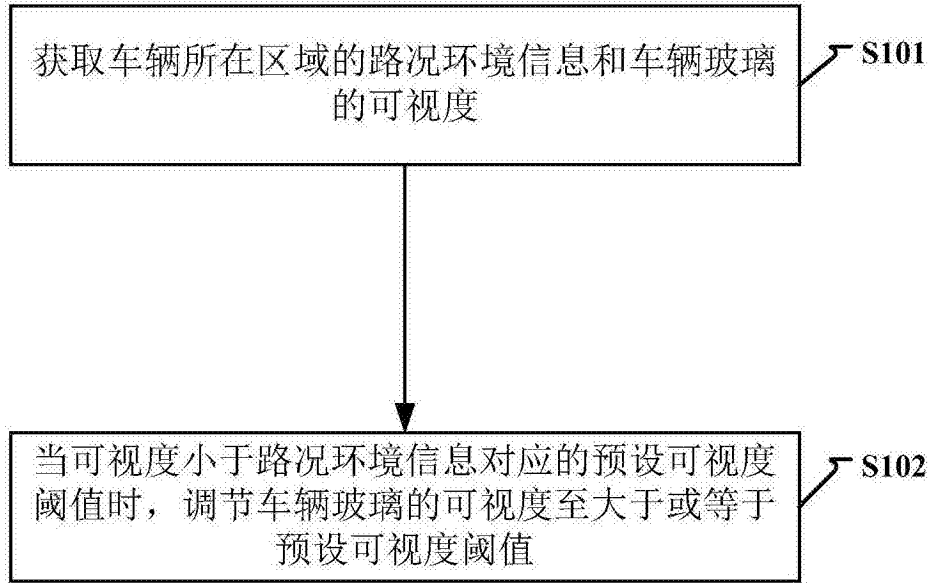 获取车辆所在区域的路况环境信息和车辆玻璃
的可视度
S101
当可视度小于路况环境信息对应的预设可视度
阈值时，调节车辆玻璃的可视度至大于或等于
预设可视度阈值
S102